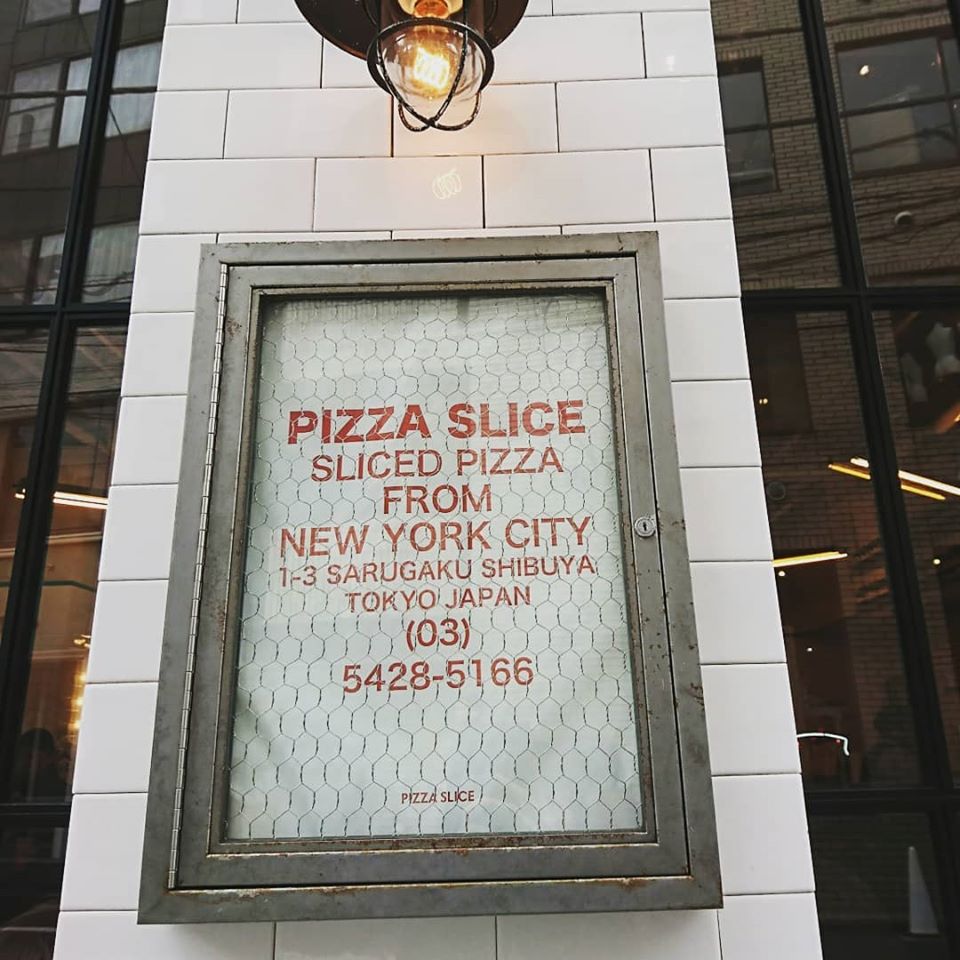 PIZZA SLICE
SLICED PIZZA
FROM
NEW YORK CITY
1-3 SARUGAKU SHIBUYA
TOKYO JAPAN
(03)
5428-5166
PIZZA SLICE